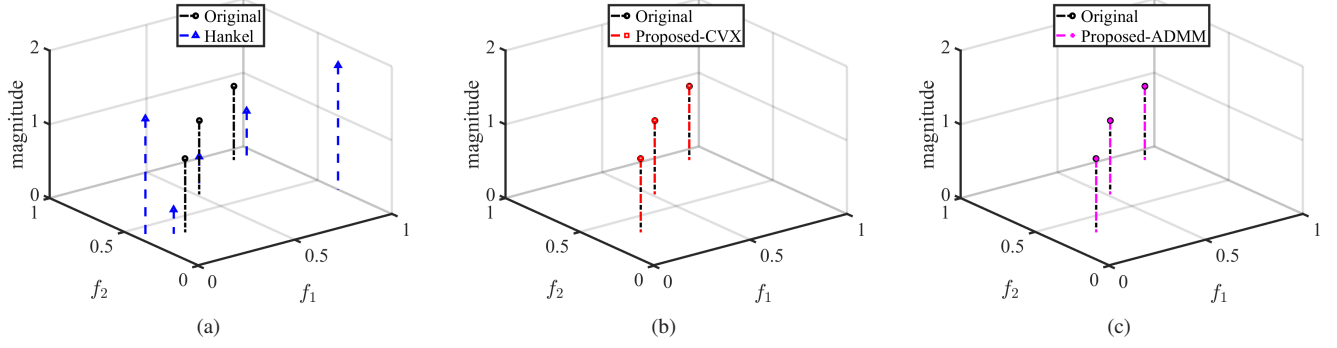 Original
Hankel
magnitude
2
1
0
1
0.5
0
0
0.5
1
f2
f1
(a)
Original
Proposed-CVX
magnitude
2
1
0
1
0.5
0
0
0.5
1
f2
f1
(b)
Original
Proposed-ADMM
magnitude
2
1
0
1
0.5
0
0
0.5
1
f2
f1
(c)